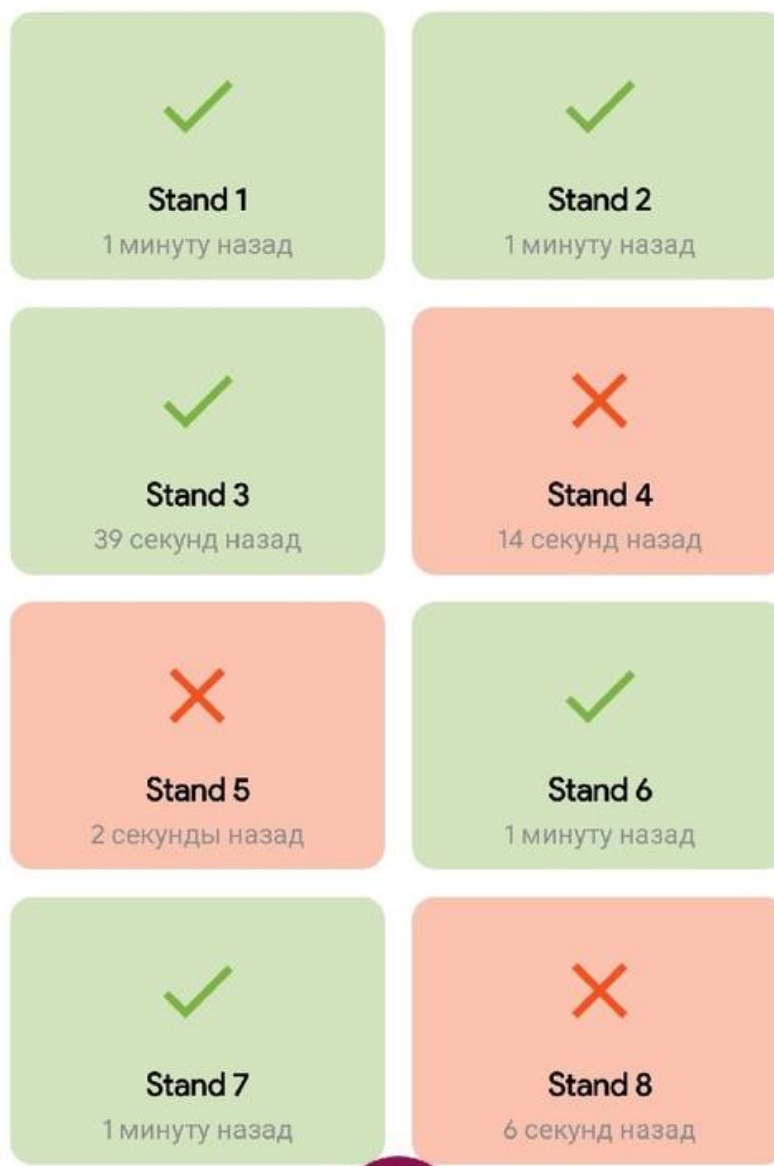 Stand 1
1 минуту назад
Stand 2
1 минуту назад
Stand 3
39 секунд назад
Stand 4
14 секунд назад
Stand 5
2 секунды назад
Stand 6
1 минуту назад
Stand 7
1 минуту назад
Stand 8
6 секунд назад